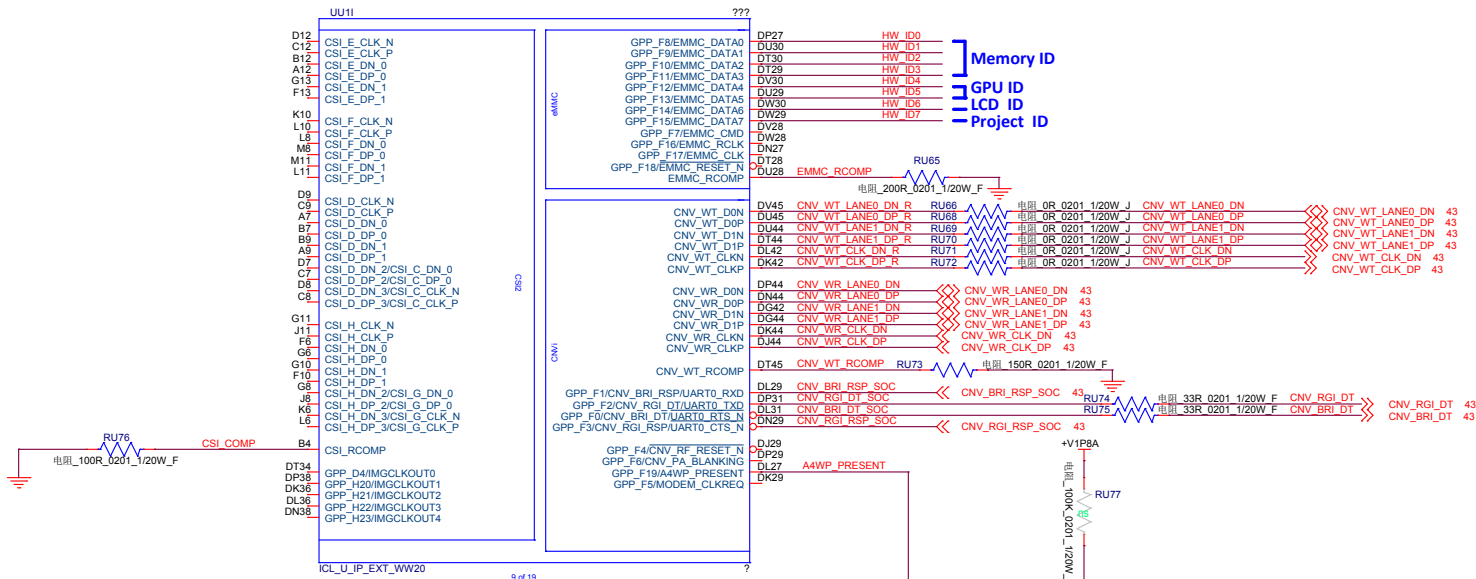 UU1I
???
D12 CSI_E_CLK_N
C12 CSI_E_CLK_P
B12 CSI_E_DN_0
A12 CSI_E_DP_0
G13 CSI_E_DN_1
F13 CSI_E_DP_1
K10 CSI_F_CLK_N
L10 CSI_F_CLK_P
L8 CSI_F_DN_0
M8 CSI_F_DP_0
M11 CSI_F_DN_1
L11 CSI_F_DP_1
D9 CSI_D_CLK_N
C9 CSI_D_CLK_P
A7 CSI_D_DN_0
B7 CSI_D_DP_0
B9 CSI_D_DN_1
A9 CSI_D_DP_1
D7 CSI_D_DN_2/CSI_C_DN_0
C7 CSI_D_DP_2/CSI_C_DP_0
D8 CSI_D_DN_3/CSI_C_CLK_N
C8 CSI_D_DP_3/CSI_C_CLK_P
G11 CSI_H_CLK_N
J11 CSI_H_CLK_P
F6 CSI_H_DN_0
G6 CSI_H_DP_0
G10 CSI_H_DN_1
F10 CSI_H_DP_1
G8 CSI_H_DN_2/CSI_G_DN_0
J8 CSI_H_DP_2/CSI_G_DP_0
K6 CSI_H_DN_3/CSI_G_CLK_N
L6 CSI_H_DP_3/CSI_G_CLK_P
RU76
电阻_100R_0201_1/20W_F
CSI_COMP B4 CSI_RCOMP
DT34 GPP_D4/IMGCLKOUT0
DP38 GPP_H20/IMGCLKOUT1
DK36 GPP_H21/IMGCLKOUT2
DL36 GPP_H22/IMGCLKOUT3
DN38 GPP_H23/IMGCLKOUT4
CSI2
eMMC
CNVi
GPP_F8/EMMC_DATA0 DP27 HW_ID0
GPP_F9/EMMC_DATA1 DU30 HW_ID1
GPP_F10/EMMC_DATA2 DT30 HW_ID2
GPP_F11/EMMC_DATA3 DT29 HW_ID3
GPP_F12/EMMC_DATA4 DV30 HW_ID4
GPP_F13/EMMC_DATA5 DU29 HW_ID5
GPP_F14/EMMC_DATA6 DW30 HW_ID6
GPP_F15/EMMC_DATA7 DW29 HW_ID7
Memory ID
GPU ID
LCD ID
Project ID
GPP_F7/EMMC_CMD DV28
GPP_F16/EMMC_RCLK DW28
GPP_F17/EMMC_CLK DN27
GPP_F18/EMMC_RESET_N DT28
EMMC_RCOMP DU28 EMMC_RCOMP RU65
电阻_200R_0201_1/20W_F
CNV_WT_D0N DV45 CNV_WT_LANE0_DN_R RU66 电阻_0R_0201_1/20W_J CNV_WT_LANE0_DN CNV_WT_LANE0_DN 43
CNV_WT_D0P DU45 CNV_WT_LANE0_DP_R RU68 电阻_0R_0201_1/20W_J CNV_WT_LANE0_DP CNV_WT_LANE0_DP 43
CNV_WT_D1N DU44 CNV_WT_LANE1_DN_R RU69 电阻_0R_0201_1/20W_J CNV_WT_LANE1_DN CNV_WT_LANE1_DN 43
CNV_WT_D1P DT44 CNV_WT_LANE1_DP_R RU70 电阻_0R_0201_1/20W_J CNV_WT_LANE1_DP CNV_WT_LANE1_DP 43
CNV_WT_CLKN DL42 CNV_WT_CLK_DN_R RU71 电阻_0R_0201_1/20W_J CNV_WT_CLK_DN CNV_WT_CLK_DN 43
CNV_WT_CLKP DK42 CNV_WT_CLK_DP_R RU72 电阻_0R_0201_1/20W_J CNV_WT_CLK_DP CNV_WT_CLK_DP 43
CNV_WR_D0N DP44 CNV_WR_LANE0_DN CNV_WR_LANE0_DN 43
CNV_WR_D0P DN44 CNV_WR_LANE0_DP CNV_WR_LANE0_DP 43
CNV_WR_D1N DG42 CNV_WR_LANE1_DN CNV_WR_LANE1_DN 43
CNV_WR_D1P DG44 CNV_WR_LANE1_DP CNV_WR_LANE1_DP 43
CNV_WR_CLKN DK44 CNV_WR_CLK_DN CNV_WR_CLK_DN 43
CNV_WR_CLKP DJ44 CNV_WR_CLK_DP CNV_WR_CLK_DP 43
CNV_WT_RCOMP DT45 CNV_WT_RCOMP RU73 电阻_150R_0201_1/20W_F
GPP_F1/CNV_BRI_RSP/UART0_RXD DL29 CNV_BRI_RSP_SOC CNV_BRI_RSP_SOC 43
GPP_F2/CNV_RGI_DT/UART0_TXD DP31 CNV_RGI_DT_SOC RU74 电阻_33R_0201_1/20W_F CNV_RGI_DT CNV_RGI_DT 43
GPP_F0/CNV_BRI_DT/UART0_RTS_N DL31 CNV_BRI_DT_SOC RU75 电阻_33R_0201_1/20W_F CNV_BRI_DT CNV_BRI_DT 43
GPP_F3/CNV_RGI_RSP/UART0_CTS_N DN29 CNV_RGI_RSP_SOC CNV_RGI_RSP_SOC 43
GPP_F4/CNV_RF_RESET_N DJ29
GPP_F6/CNV_PA_BLANKING DP29
GPP_F19/A4WP_PRESENT DL27 A4WP_PRESENT
GPP_F5/MODEM_CLKREQ DK29
+V1P8A
RU77
电阻_100K_0201_1/20W_
ICL_U_IP_EXT_WW20
?
9 of 19